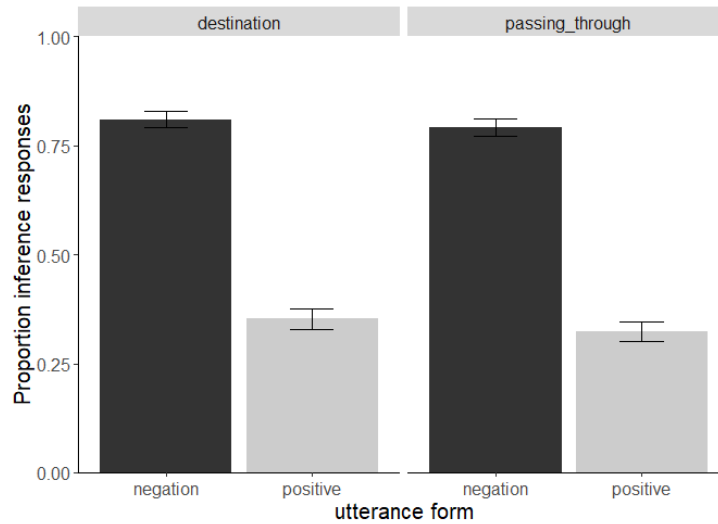 destination
passing_through
Proportion inference responses
1.00
0.75
0.50
0.25
0.00
negation
positive
negation
positive
utterance form